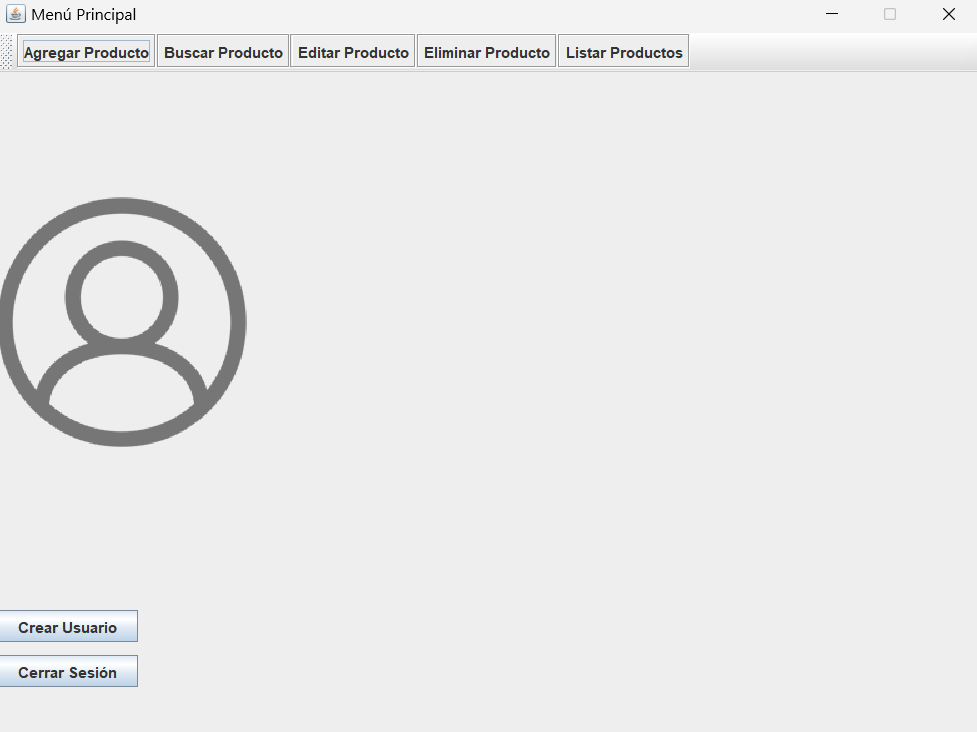 Menú Principal
Agregar Producto Buscar Producto Editar Producto Eliminar Producto Listar Productos
Crear Usuario
Cerrar Sesión